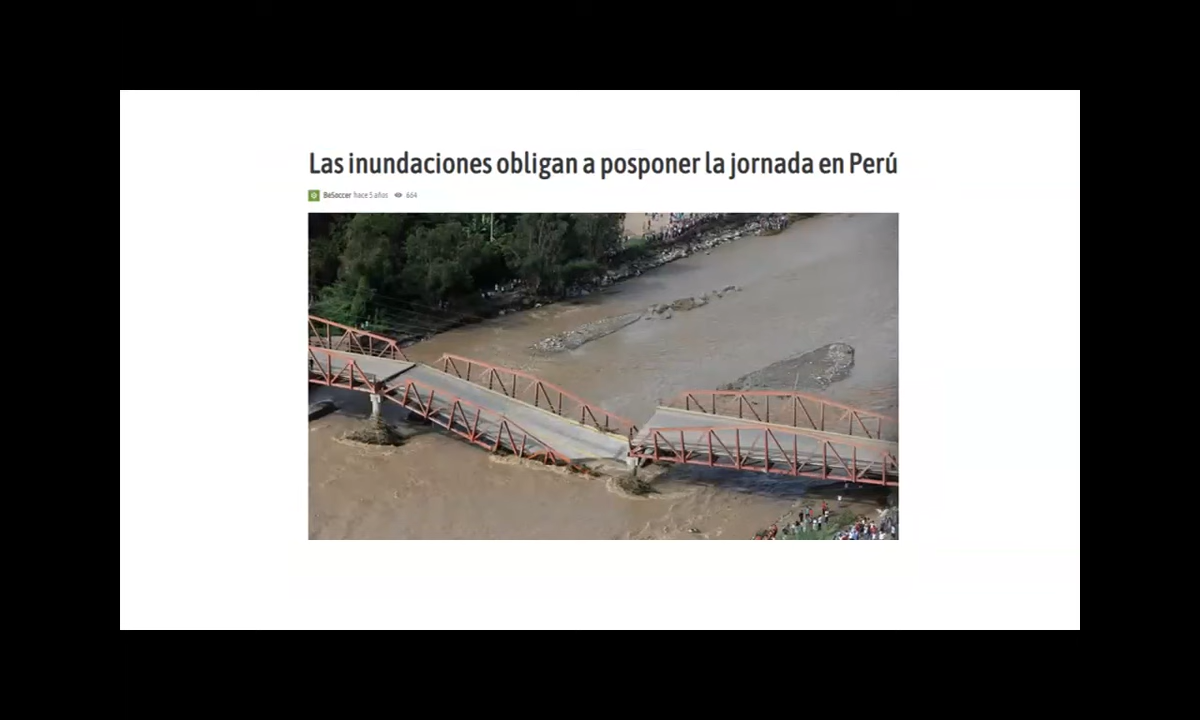 Las inundaciones obligan a posponer la jornada en Perú
BeSoccer hace 5 años 664